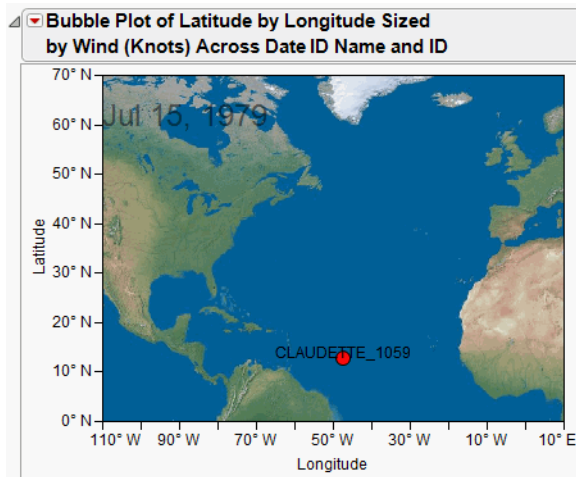 Bubble Plot of Latitude by Longitude Sized
by Wind (Knots) Across Date ID Name and ID
70° N
Jul 15, 1979
60° N
50° N
40° N
Latitude
30° N
20° N
CLAUDETTE_1059
10° N
0° N
110° W 90° W 70° W 50° W 30° W 10° W 10° E
Longitude